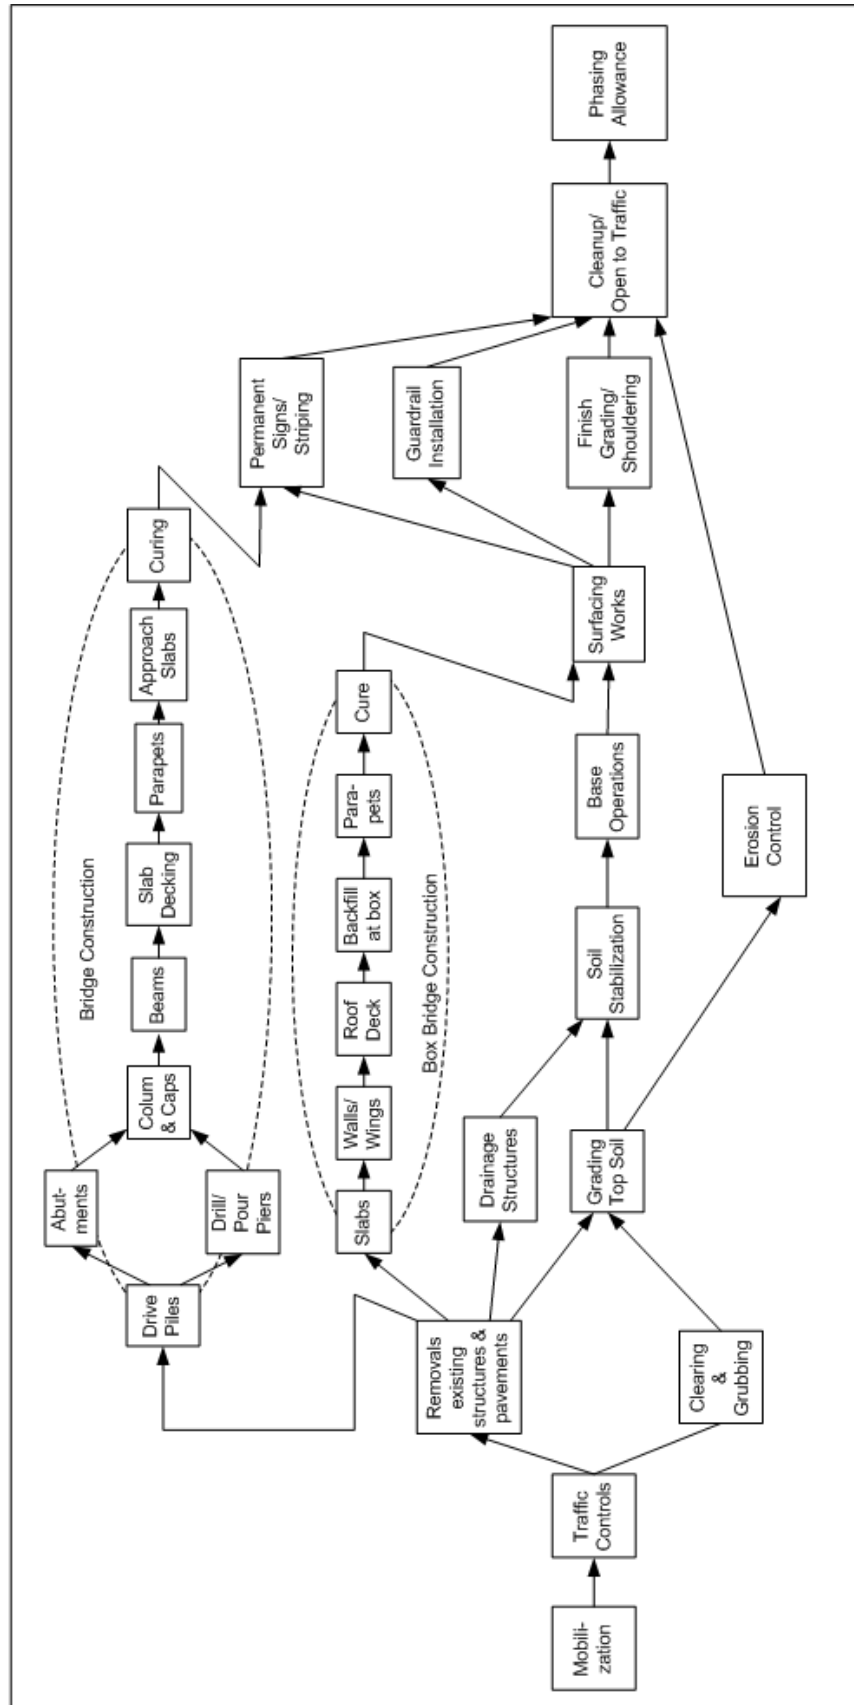 Mobili-
zation
Traffic
Controls
Removals
existing
structures &
pavements
Clearing
&
Grubbing
Drive
Piles
Abut-
ments
Drill/
Pour
Piers
Colum
& Caps
Beams
Slab
Decking
Parapets
Approach
Slabs
Curing
Bridge Construction
Slabs
Walls/
Wings
Roof
Deck
Backfill
at box
Para-
pets
Cure
Box Bridge Construction
Drainage
Structures
Grading
Top Soil
Soil
Stabilization
Base
Operations
Surfacing
Works
Erosion
Control
Permanent
Signs/
Striping
Guardrail
Installation
Finish
Grading/
Shouldering
Cleanup/
Open to Traffic
Phasing
Allowance